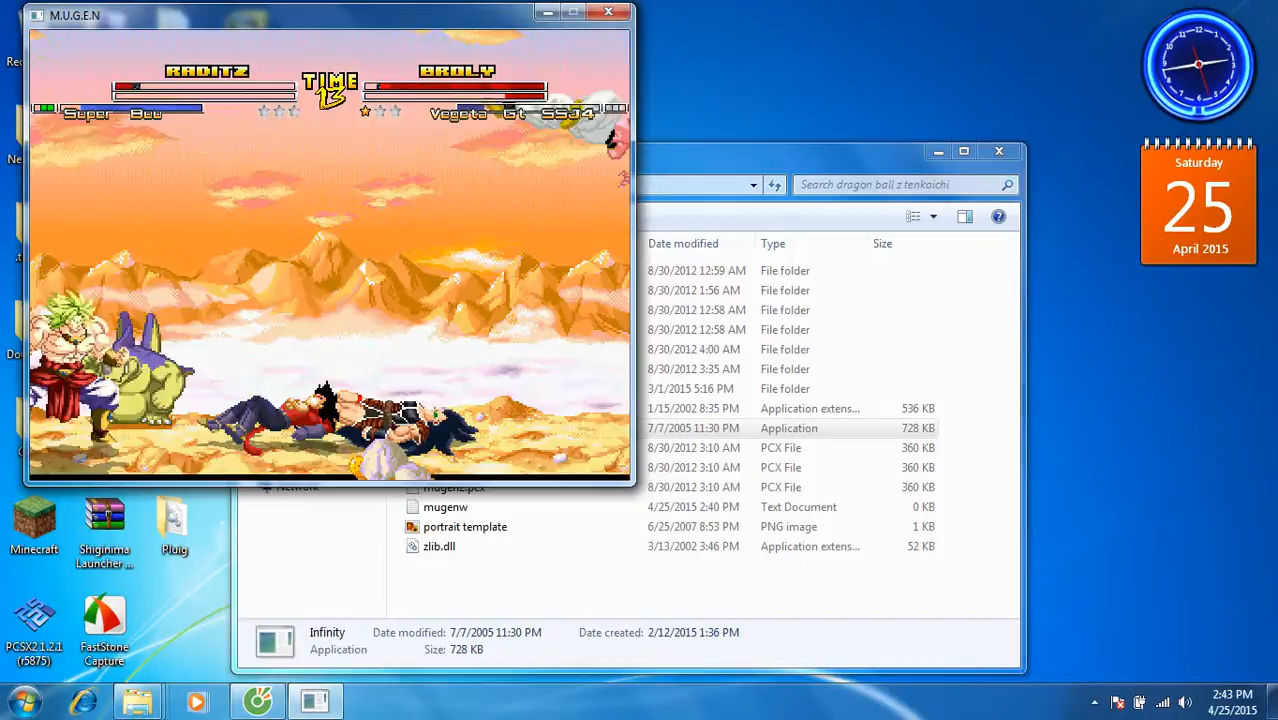 M.U.G.E.N
RADITZ
TIME
13
BROLY
Super Buu
Vegeta Gt SSJ4
Saturday
25
April 2015
Search dragon ball z tenkaichi
Date modified Type Size
8/30/2012 12:59 AM File folder
8/30/2012 1:56 AM File folder
8/30/2012 12:58 AM File folder
8/30/2012 12:58 AM File folder
8/30/2012 4:00 AM File folder
8/30/2012 3:35 AM File folder
3/1/2015 5:16 PM File folder
1/15/2002 8:35 PM Application extens... 536 KB
7/7/2005 11:30 PM Application 728 KB
8/30/2012 3:10 AM PCX File 360 KB
8/30/2012 3:10 AM PCX File 360 KB
8/30/2012 3:10 AM PCX File 360 KB
mugenw 4/25/2015 2:40 PM Text Document 0 KB
portrait template 6/25/2007 8:53 PM PNG image 1 KB
zlib.dll 3/13/2002 3:46 PM Application extens... 52 KB
Infinity Date modified: 7/7/2005 11:30 PM Date created: 2/12/2015 1:36 PM
Application Size: 728 KB
Minecraft
Shiginima
Launcher ...
Pluig
PCSX2 1.2.1
(r5875)
FastStone
Capture
2:43 PM
4/25/2015